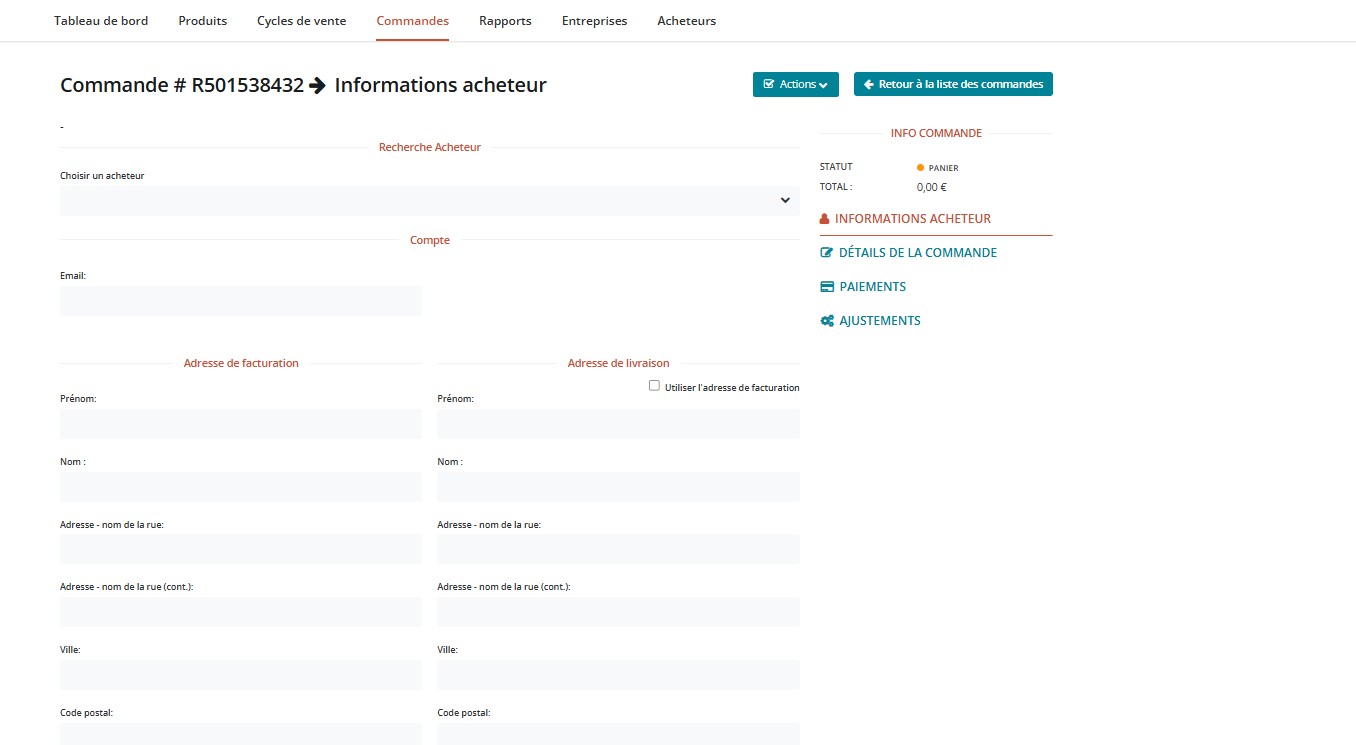 Tableau de bord Produits Cycles de vente Commandes Rapports Entreprises Acheteurs
Commande # R501538432 Informations acheteur
Actions Retour à la liste des commandes
-
Recherche Acheteur
Choisir un acheteur
Compte
Email:
Adresse de facturation
Prénom:
Nom :
Adresse - nom de la rue:
Adresse - nom de la rue (cont.):
Ville:
Code postal:
Adresse de livraison
Utiliser l'adresse de facturation
Prénom:
Nom :
Adresse - nom de la rue:
Adresse - nom de la rue (cont.):
Ville:
Code postal:
INFO COMMANDE
STATUT PANIER
TOTAL : 0,00 €
INFORMATIONS ACHETEUR
DÉTAILS DE LA COMMANDE
PAIEMENTS
AJUSTEMENTS